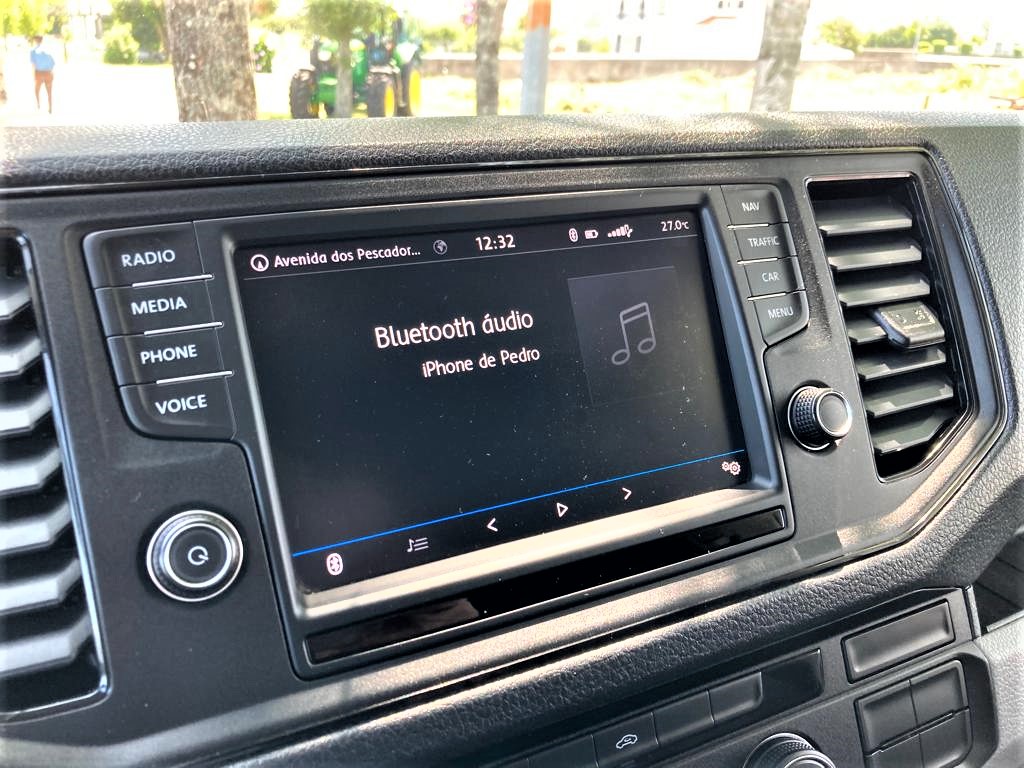 RADIO
MEDIA
PHONE
VOICE
Avenida dos Pescador...
12:32
27.0°C
Bluetooth áudio
iPhone de Pedro
NAV
TRAFFIC
CAR
MENU